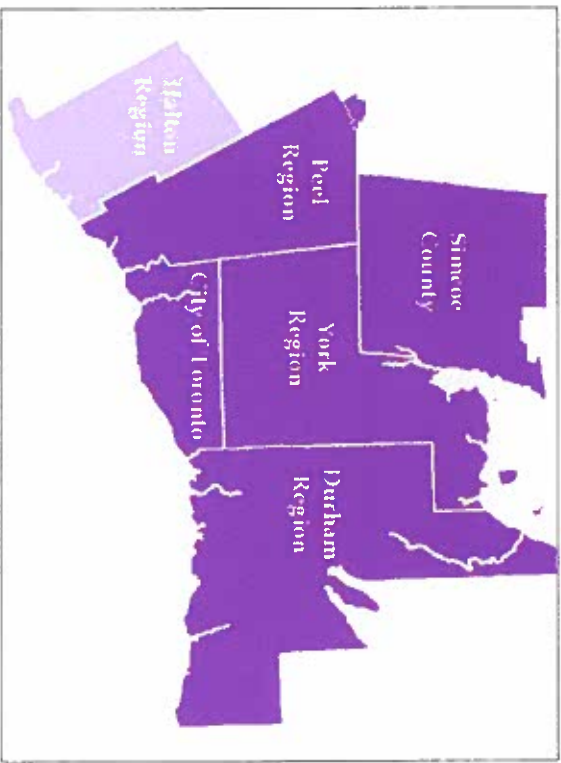 Simcoe
County
Peel
Region
York
Region
Durham
Region
Halton
Region
City of Toronto